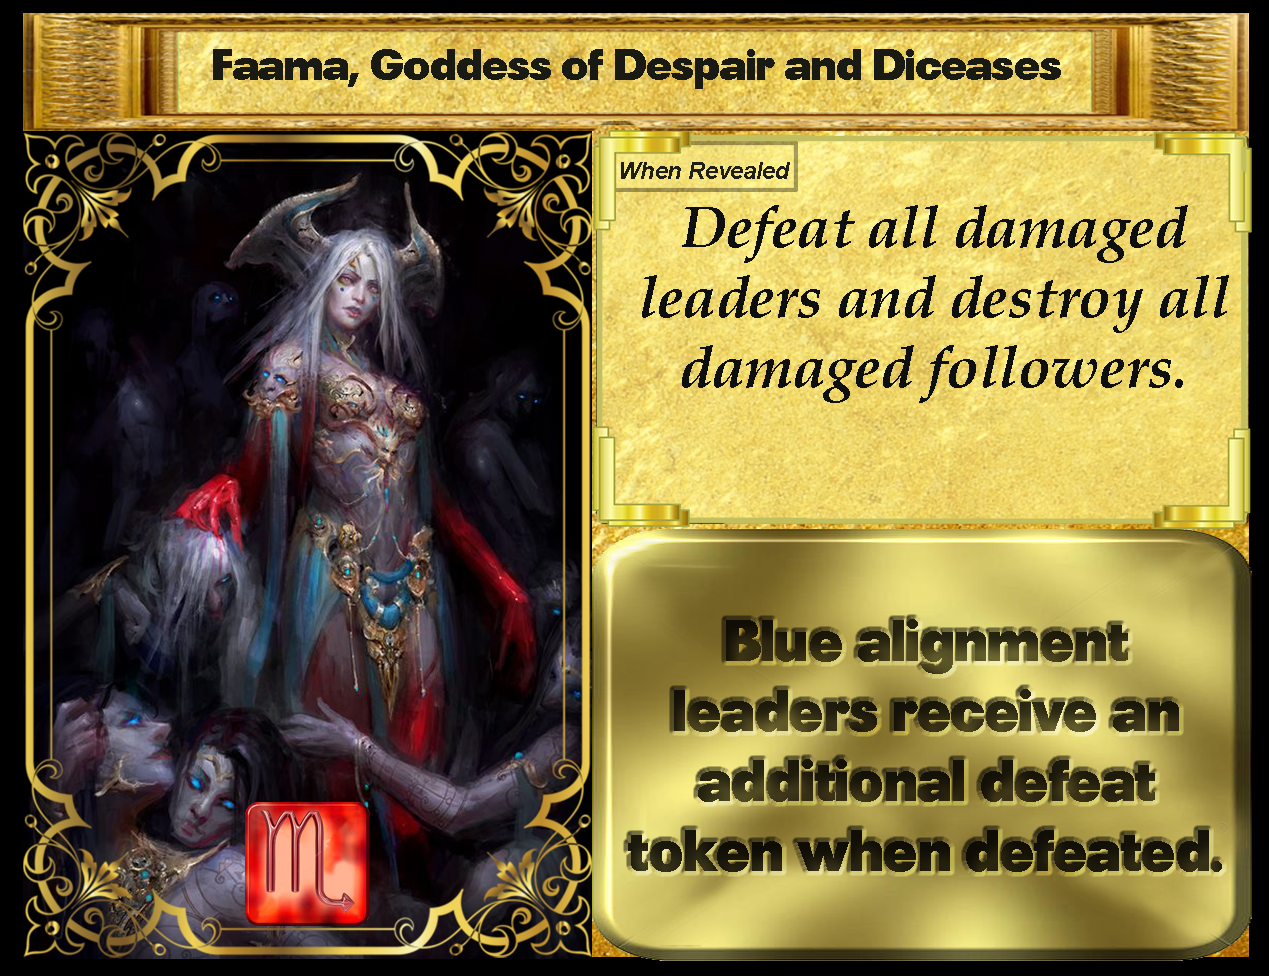 Faama, Goddess of Despair and Diceases
When Revealed
Defeat all damaged
leaders and destroy all
damaged followers.
Blue alignment
leaders receive an
additional defeat
token when defeated.